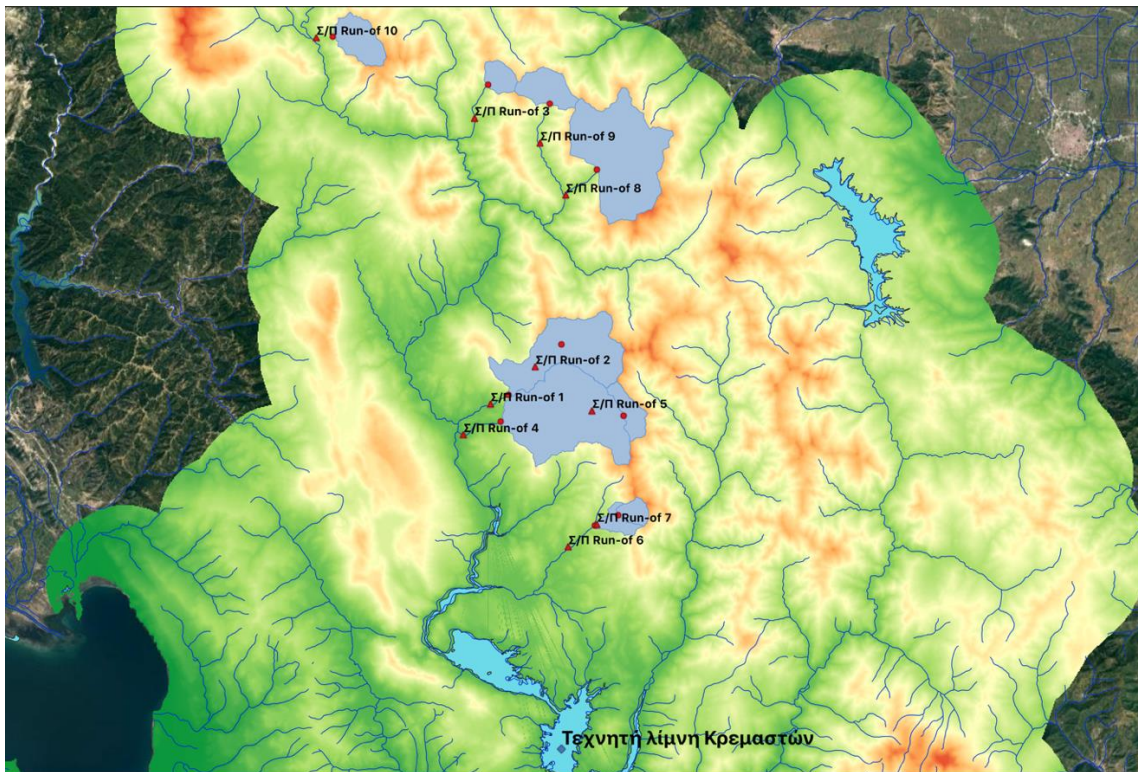 Σ/Π Run-of 10
Σ/Π Run-of 3
Σ/Π Run-of 9
Σ/Π Run-of 8
Σ/Π Run-of 2
Σ/Π Run-of 1
Σ/Π Run-of 5
Σ/Π Run-of 4
Σ/Π Run-of 7
Σ/Π Run-of 6
Τεχνητή λίμνη Κρεμαστών